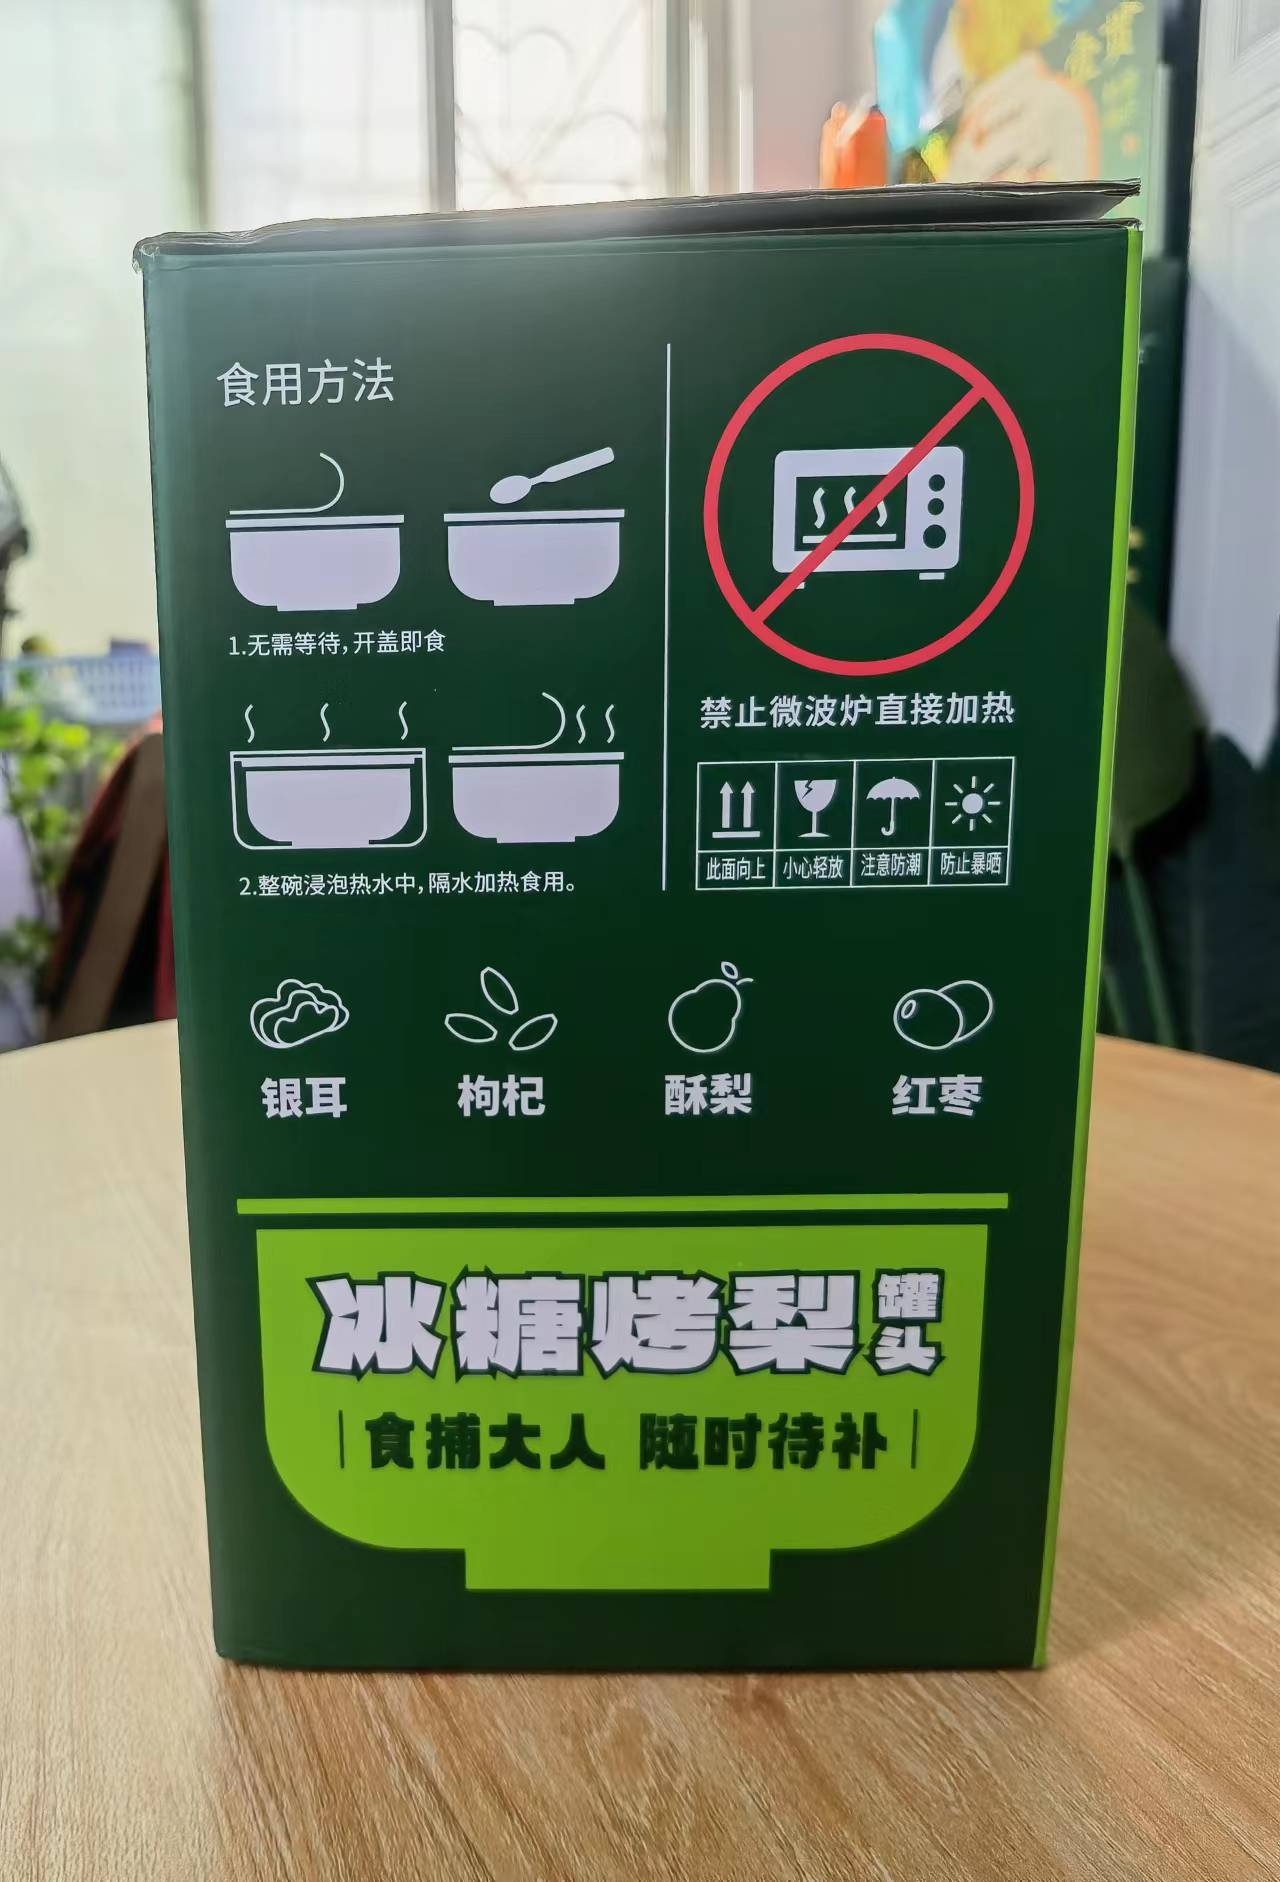 食用方法
1.无需等待,开盖即食
2.整碗浸泡热水中,隔水加热食用。
禁止微波炉直接加热
此面向上 小心轻放 注意防潮 防止暴晒
银耳 枸杞 酥梨 红枣
冰糖烤梨罐头
食捕大人 随时待补